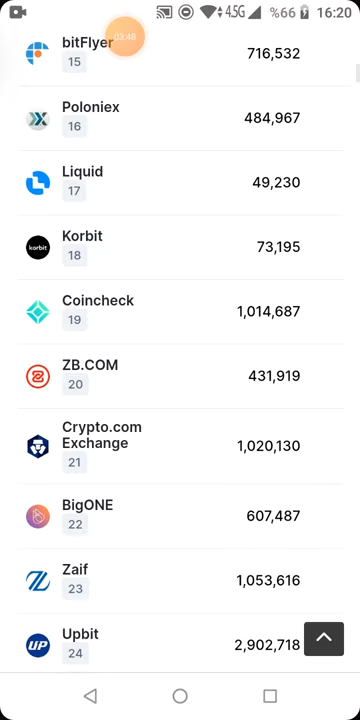 4.5G %66 16:20
03:48
bitFlyer
15
716,532
Poloniex
16
484,967
Liquid
17
49,230
korbit
Korbit
18
73,195
Coincheck
19
1,014,687
ZB.COM
20
431,919
Crypto.com
Exchange
21
1,020,130
BigONE
22
607,487
Zaif
23
1,053,616
UP
Upbit
24
2,902,718